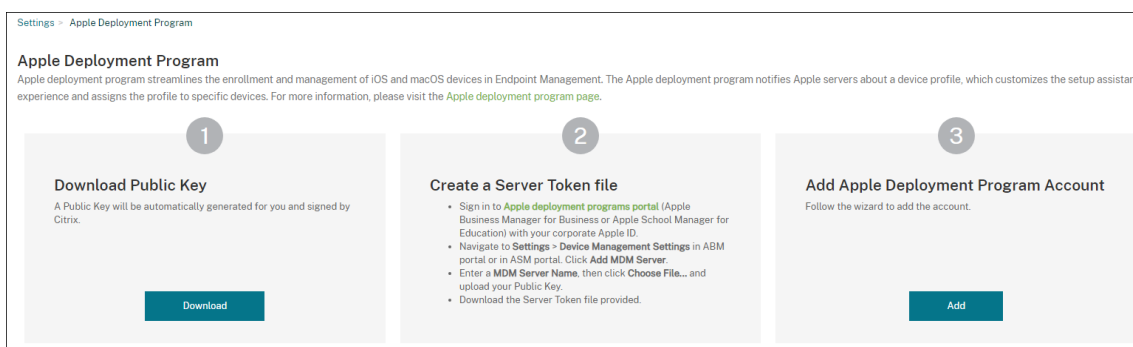 Settings > Apple Deployment Program
Apple Deployment Program
Apple deployment program streamlines the enrollment and management of iOS and macOS devices in Endpoint Management. The Apple deployment program notifies Apple servers about a device profile, which customizes the setup assistan
experience and assigns the profile to specific devices. For more information, please visit the Apple deployment program page.
1
Download Public Key
A Public Key will be automatically generated for you and signed by
Citrix.
Download
2
Create a Server Token file
• Sign in to Apple deployment programs portal (Apple
Business Manager for Business or Apple School Manager for
Education) with your corporate Apple ID.
• Navigate to Settings > Device Management Settings in ABM
portal or in ASM portal. Click Add MDM Server.
• Enter a MDM Server Name, then click Choose File... and
upload your Public Key.
• Download the Server Token file provided.
3
Add Apple Deployment Program Account
Follow the wizard to add the account.
Add